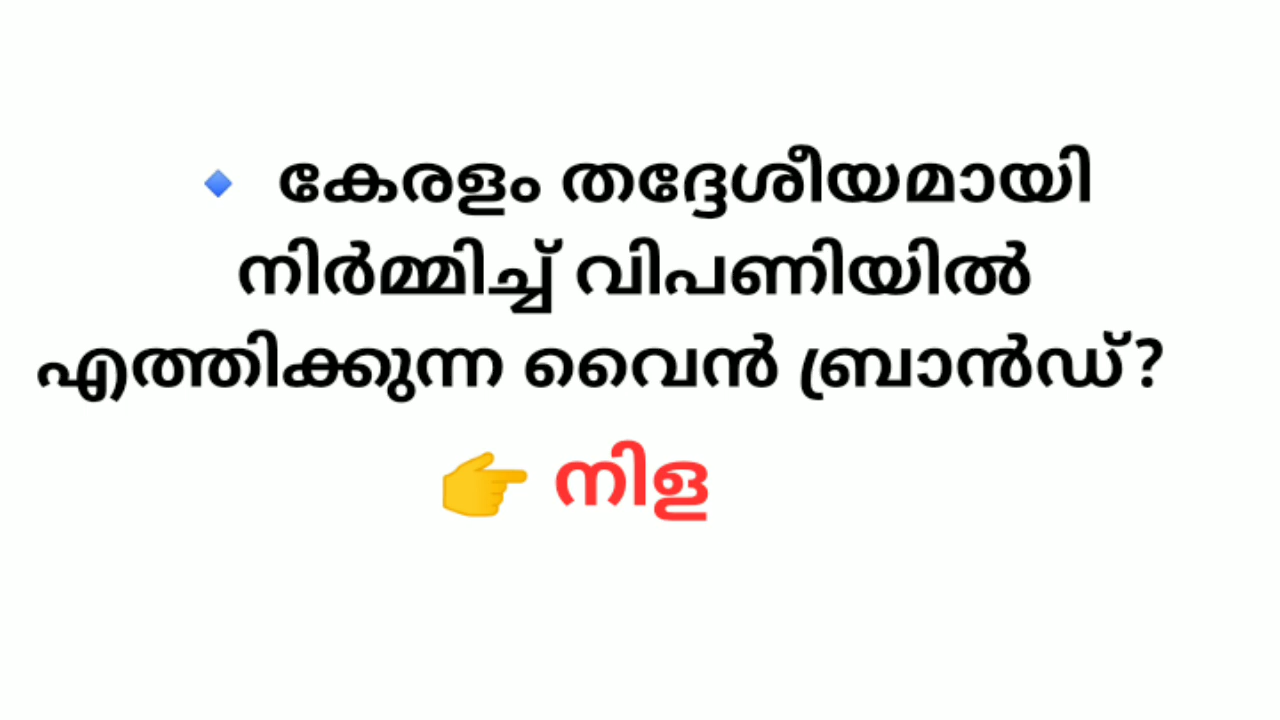 🔹 കേരളം തദ്ദേശീയമായി
നിർമ്മിച്ച് വിപണിയിൽ
എത്തിക്കുന്ന വൈൻ ബ്രാൻഡ്?
👉 നിള